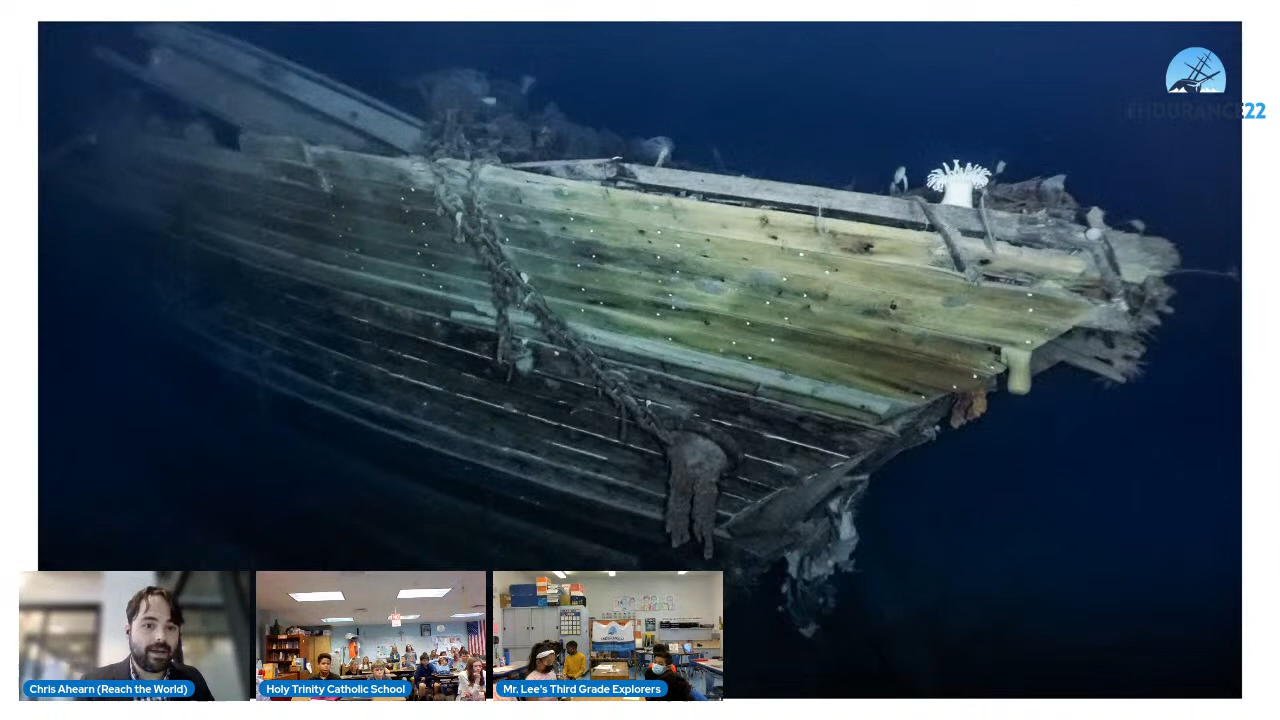 ENDURANCE22
Chris Ahearn (Reach the World)
Holy Trinity Catholic School
Mr. Lee's Third Grade Explorers